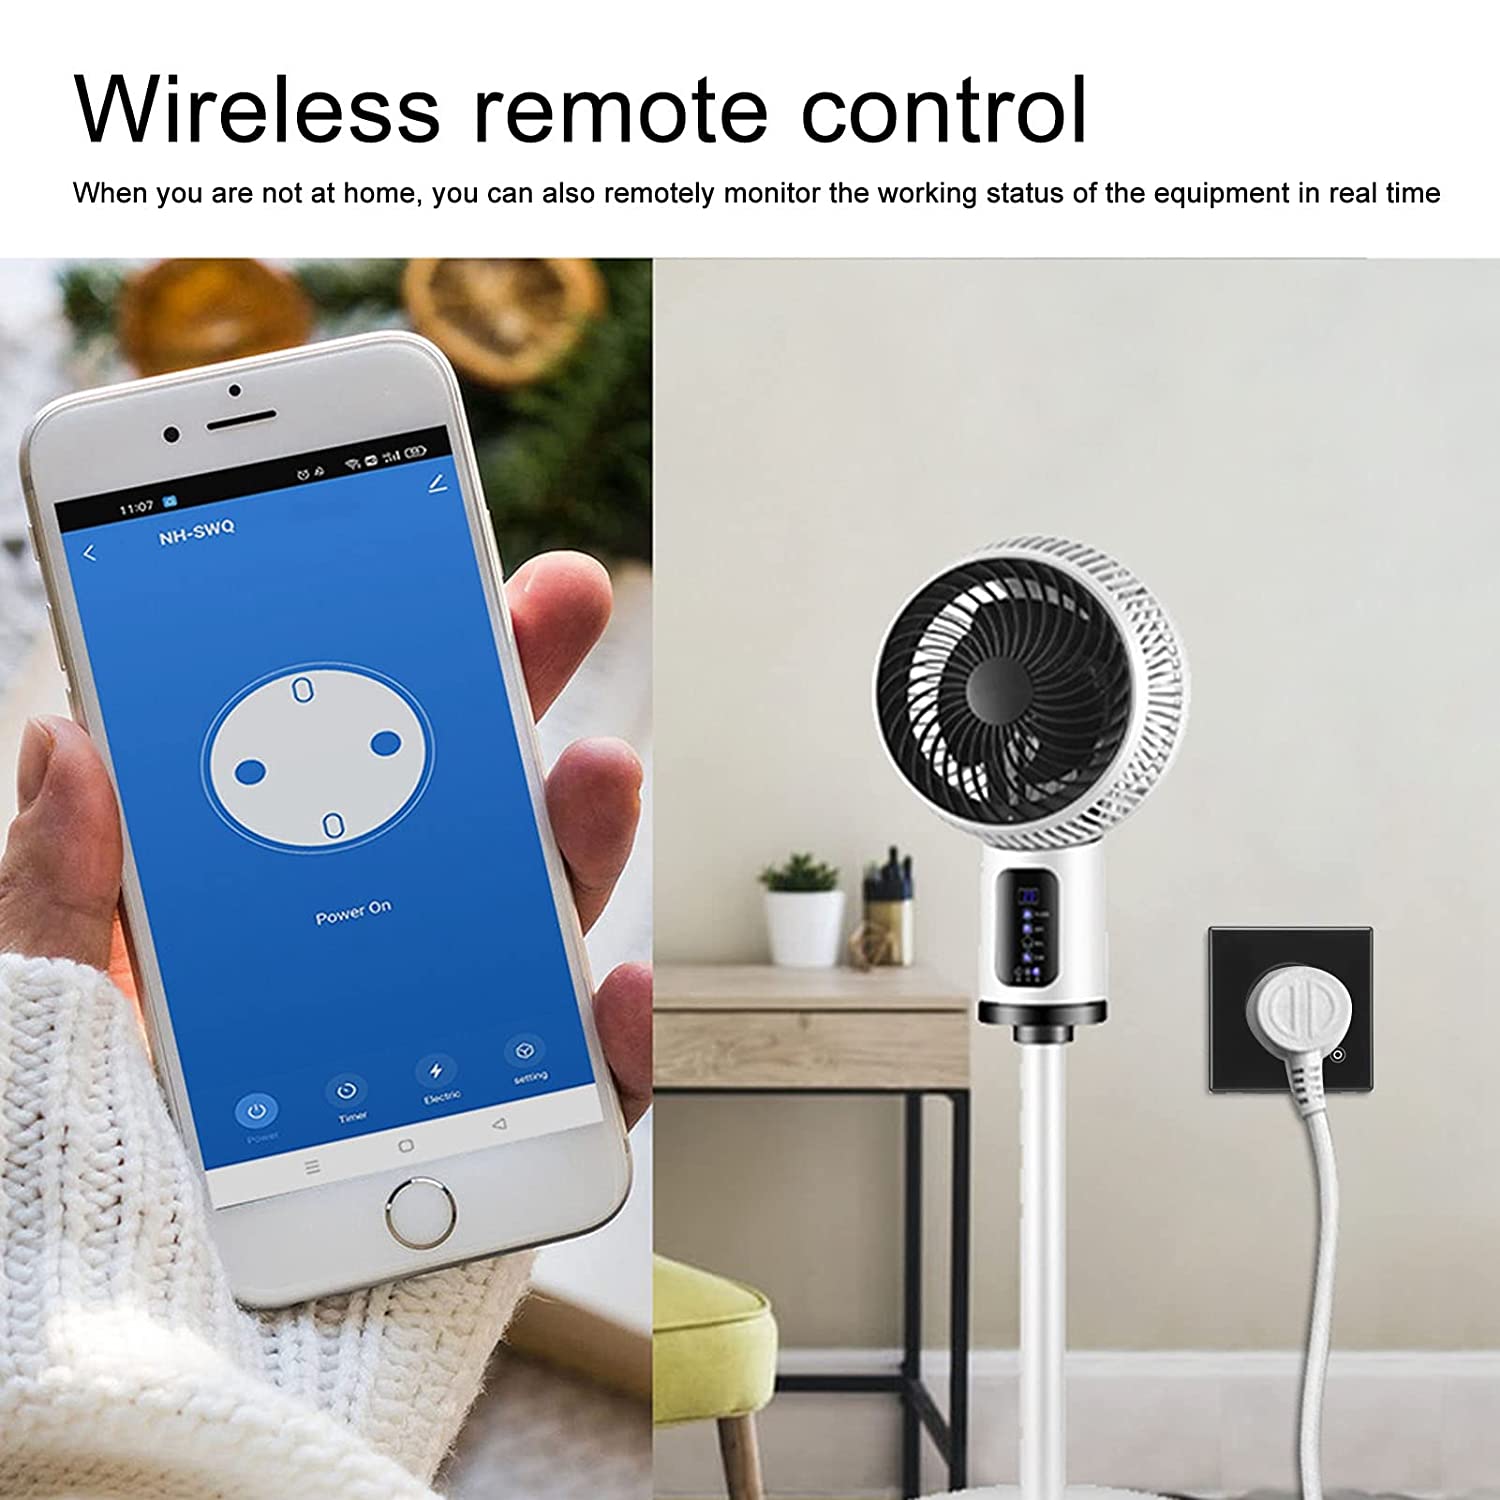 Wireless remote control
When you are not at home, you can also remotely monitor the working status of the equipment in real time
11:07
NH-SWQ
Power On
Power
Timer
Electric
setting